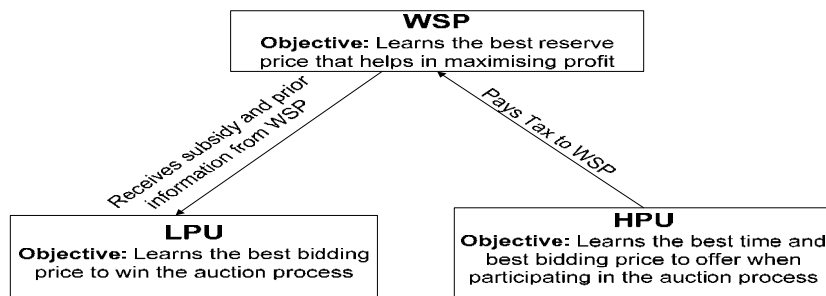 WSP
Objective: Learns the best reserve
price that helps in maximising profit
Receives subsidy and prior
information from WSP
Pays Tax to WSP
LPU
Objective: Learns the best bidding
price to win the auction process
HPU
Objective: Learns the best time and
best bidding price to offer when
participating in the auction process